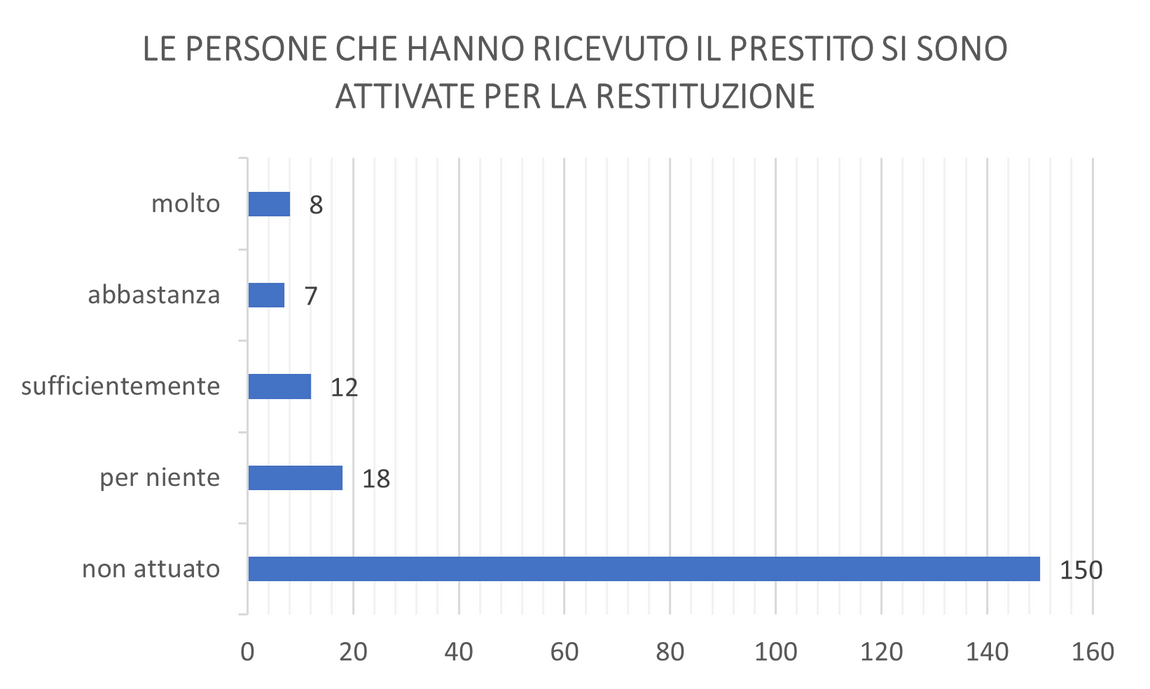 LE PERSONE CHE HANNO RICEVUTO IL PRESTITO SI SONO
ATTIVATE PER LA RESTITUZIONE
molto 8
abbastanza 7
sufficientemente 12
per niente 18
non attuato 150
0 20 40 60 80 100 120 140 160